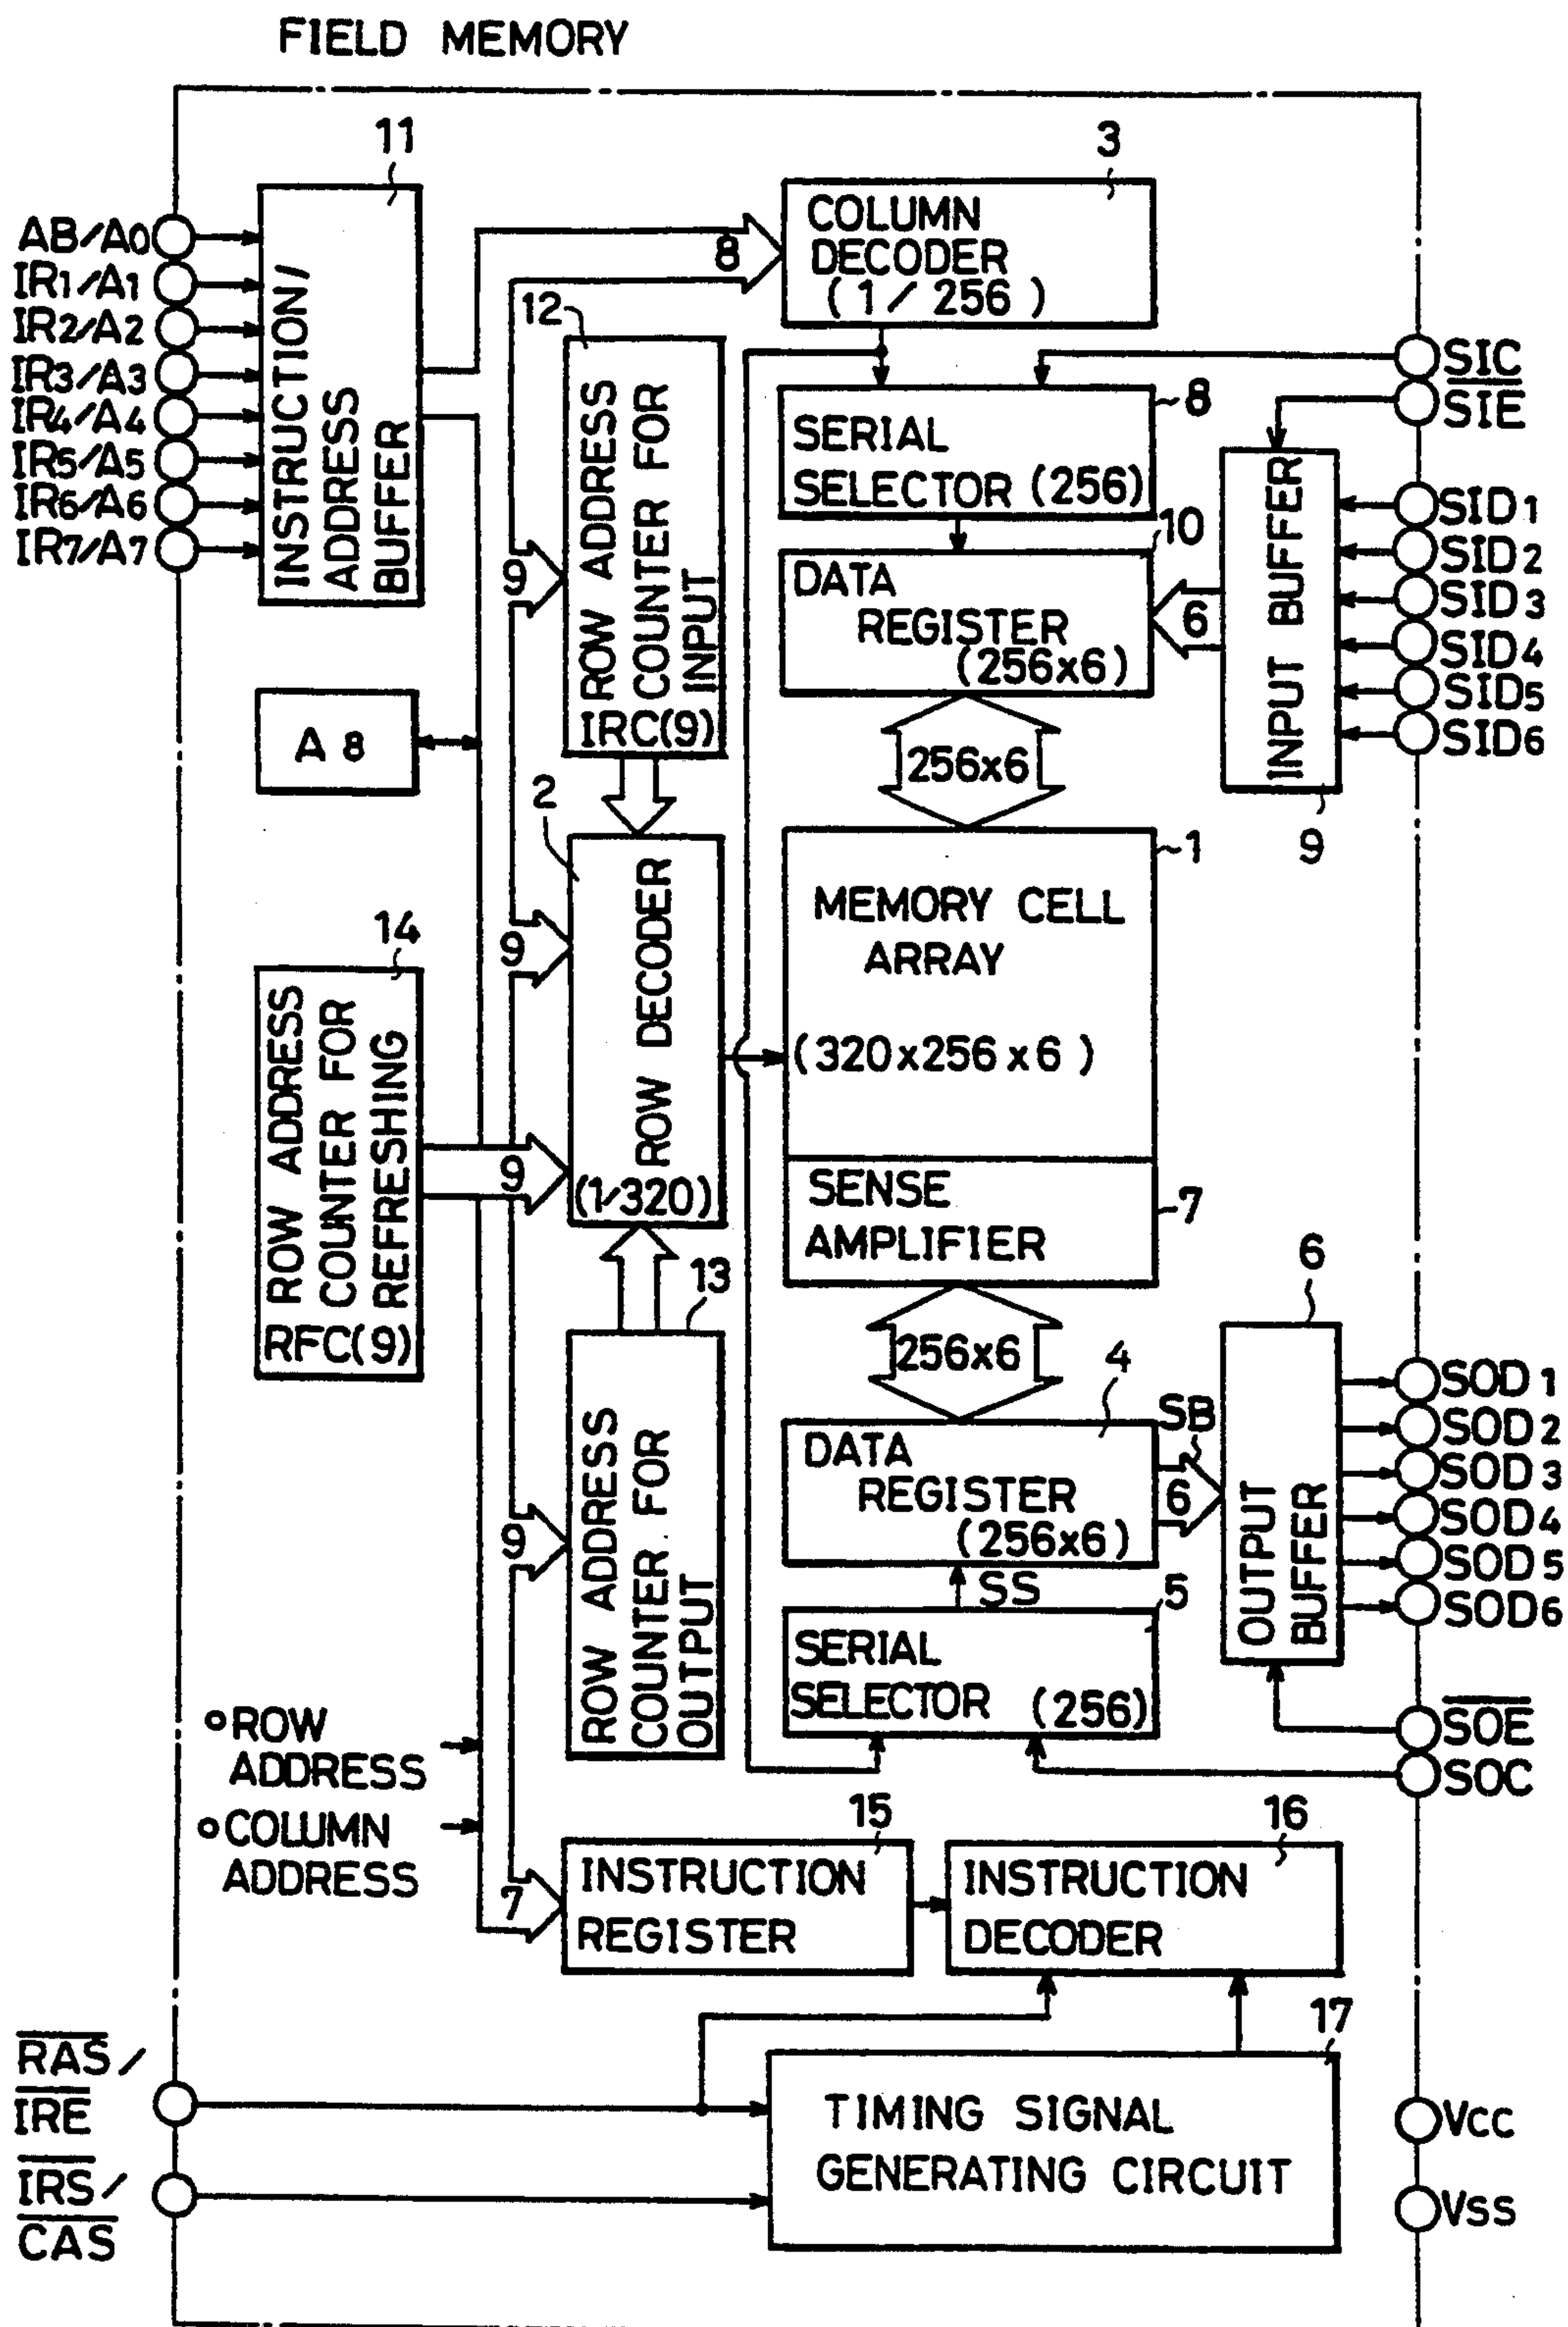 FIELD MEMORY
11
3
AB/A0
IR1/A1
IR2/A2
IR3/A3
IR4/A4
IR5/A5
IR6/A6
IR7/A7
INSTRUCTION/
ADDRESS
BUFFER
8
COLUMN
DECODER
(1/256)
12
ROW ADDRESS
COUNTER FOR
INPUT
IRC(9)
9
SIC
SIE
8
SERIAL
SELECTOR (256)
10
DATA
REGISTER
(256x6)
6
INPUT BUFFER
9
SID1
SID2
SID3
SID4
SID5
SID6
A8
256x6
2
ROW DECODER
(1/320)
9
9
1
MEMORY CELL
ARRAY
(320x256x6)
SENSE
AMPLIFIER
7
14
ROW ADDRESS
COUNTER FOR
REFRESHING
RFC(9)
13
ROW ADDRESS
COUNTER FOR
OUTPUT
9
256x6
4
DATA
REGISTER
(256x6)
SB
6
6
OUTPUT
BUFFER
SOD1
SOD2
SOD3
SOD4
SOD5
SOD6
SS
5
SERIAL
SELECTOR (256)
SOE
SOC
ROW
ADDRESS
COLUMN
ADDRESS
7
15
INSTRUCTION
REGISTER
16
INSTRUCTION
DECODER
RAS/
IRE
IRS/
CAS
17
TIMING SIGNAL
GENERATING CIRCUIT
VCC
VSS